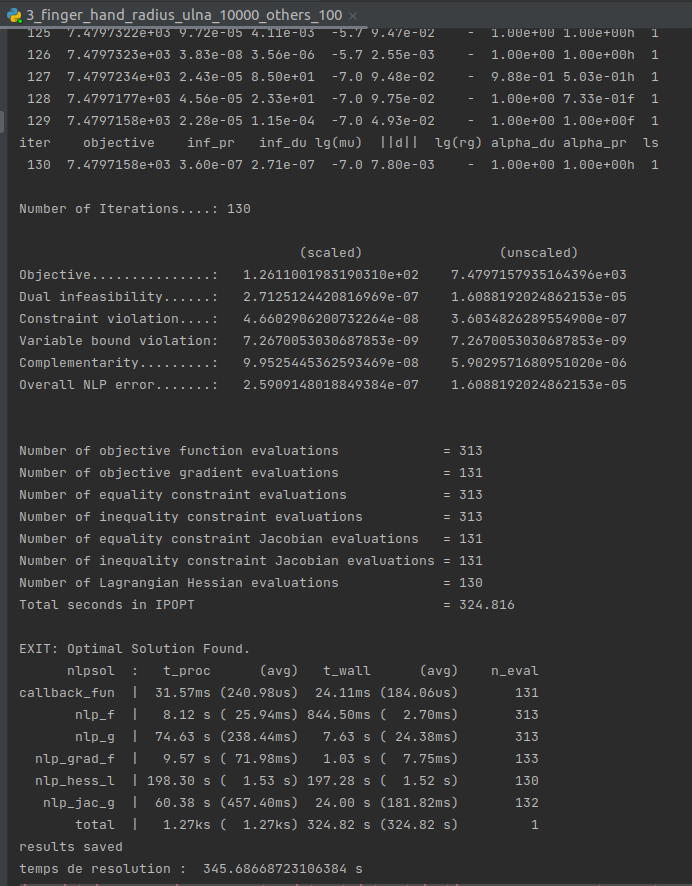 3_finger_hand_radius_ulna_10000_others_100 ×
125 7.4797322e+03 9.72e-05 4.11e-03 -5.7 9.47e-02 - 1.00e+00 1.00e+00h 1
126 7.4797323e+03 3.83e-08 3.56e-06 -5.7 2.55e-03 - 1.00e+00 1.00e+00h 1
127 7.4797234e+03 2.43e-05 8.50e+01 -7.0 9.48e-02 - 9.88e-01 5.03e-01h 1
128 7.4797177e+03 4.56e-05 2.33e+01 -7.0 9.75e-02 - 1.00e+00 7.33e-01f 1
129 7.4797158e+03 2.28e-05 1.15e-04 -7.0 4.93e-02 - 1.00e+00 1.00e+00f 1
iter objective inf_pr inf_du lg(mu) ||d|| lg(rg) alpha_du alpha_pr ls
130 7.4797158e+03 3.60e-07 2.71e-07 -7.0 7.80e-03 - 1.00e+00 1.00e+00h 1
Number of Iterations....: 130
(scaled) (unscaled)
Objective...............: 1.2611001983190310e+02 7.4797157935164396e+03
Dual infeasibility......: 2.7125124420816969e-07 1.6088192024862153e-05
Constraint violation....: 4.6602906200732264e-08 3.6034826289554900e-07
Variable bound violation: 7.2670053030687853e-09 7.2670053030687853e-09
Complementarity.........: 9.9525445362593469e-08 5.9029571680951020e-06
Overall NLP error.......: 2.5909148018849384e-07 1.6088192024862153e-05
Number of objective function evaluations = 313
Number of objective gradient evaluations = 131
Number of equality constraint evaluations = 313
Number of inequality constraint evaluations = 313
Number of equality constraint Jacobian evaluations = 131
Number of inequality constraint Jacobian evaluations = 131
Number of Lagrangian Hessian evaluations = 130
Total seconds in IPOPT = 324.816
EXIT: Optimal Solution Found.
nlpsol : t_proc (avg) t_wall (avg) n_eval
callback_fun | 31.57ms (240.98us) 24.11ms (184.06us) 131
nlp_f | 8.12 s ( 25.94ms) 844.50ms ( 2.70ms) 313
nlp_g | 74.63 s (238.44ms) 7.63 s ( 24.38ms) 313
nlp_grad_f | 9.57 s ( 71.98ms) 1.03 s ( 7.75ms) 133
nlp_hess_l | 198.30 s ( 1.53 s) 197.28 s ( 1.52 s) 130
nlp_jac_g | 60.38 s (457.40ms) 24.00 s (181.82ms) 132
total | 1.27ks ( 1.27ks) 324.82 s (324.82 s) 1
results saved
temps de resolution : 345.68668723106384 s